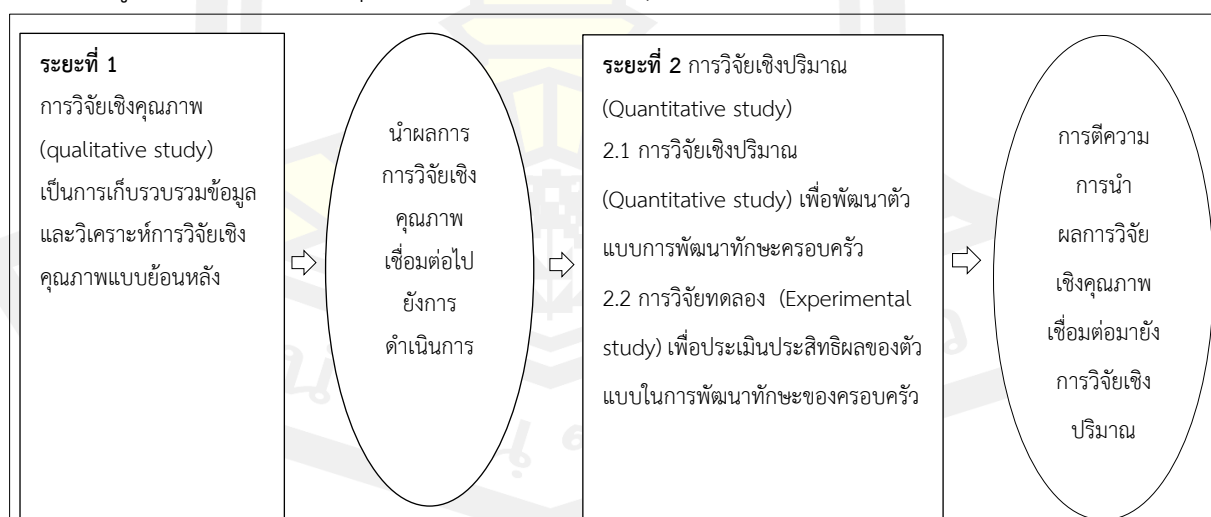 ระยะที่ 1
การวิจัยเชิงคุณภาพ
(qualitative study)
เป็นการเก็บรวบรวมข้อมูล
และวิเคราะห์การวิจัยเชิง
คุณภาพแบบย้อนหลัง
นำผลการ
การวิจัยเชิง
คุณภาพ
เชื่อมต่อไป
ยังการ
ดำเนินการ
ระยะที่ 2 การวิจัยเชิงปริมาณ
(Quantitative study)
2.1 การวิจัยเชิงปริมาณ
(Quantitative study) เพื่อพัฒนาตัว
แบบการพัฒนาทักษะครอบครัว
2.2 การวิจัยทดลอง (Experimental
study) เพื่อประเมินประสิทธิผลของตัว
แบบในการพัฒนาทักษะของครอบครัว
การตีความ
การนำ
ผลการวิจัย
เชิงคุณภาพ
เชื่อมต่อมายัง
การวิจัยเชิง
ปริมาณ